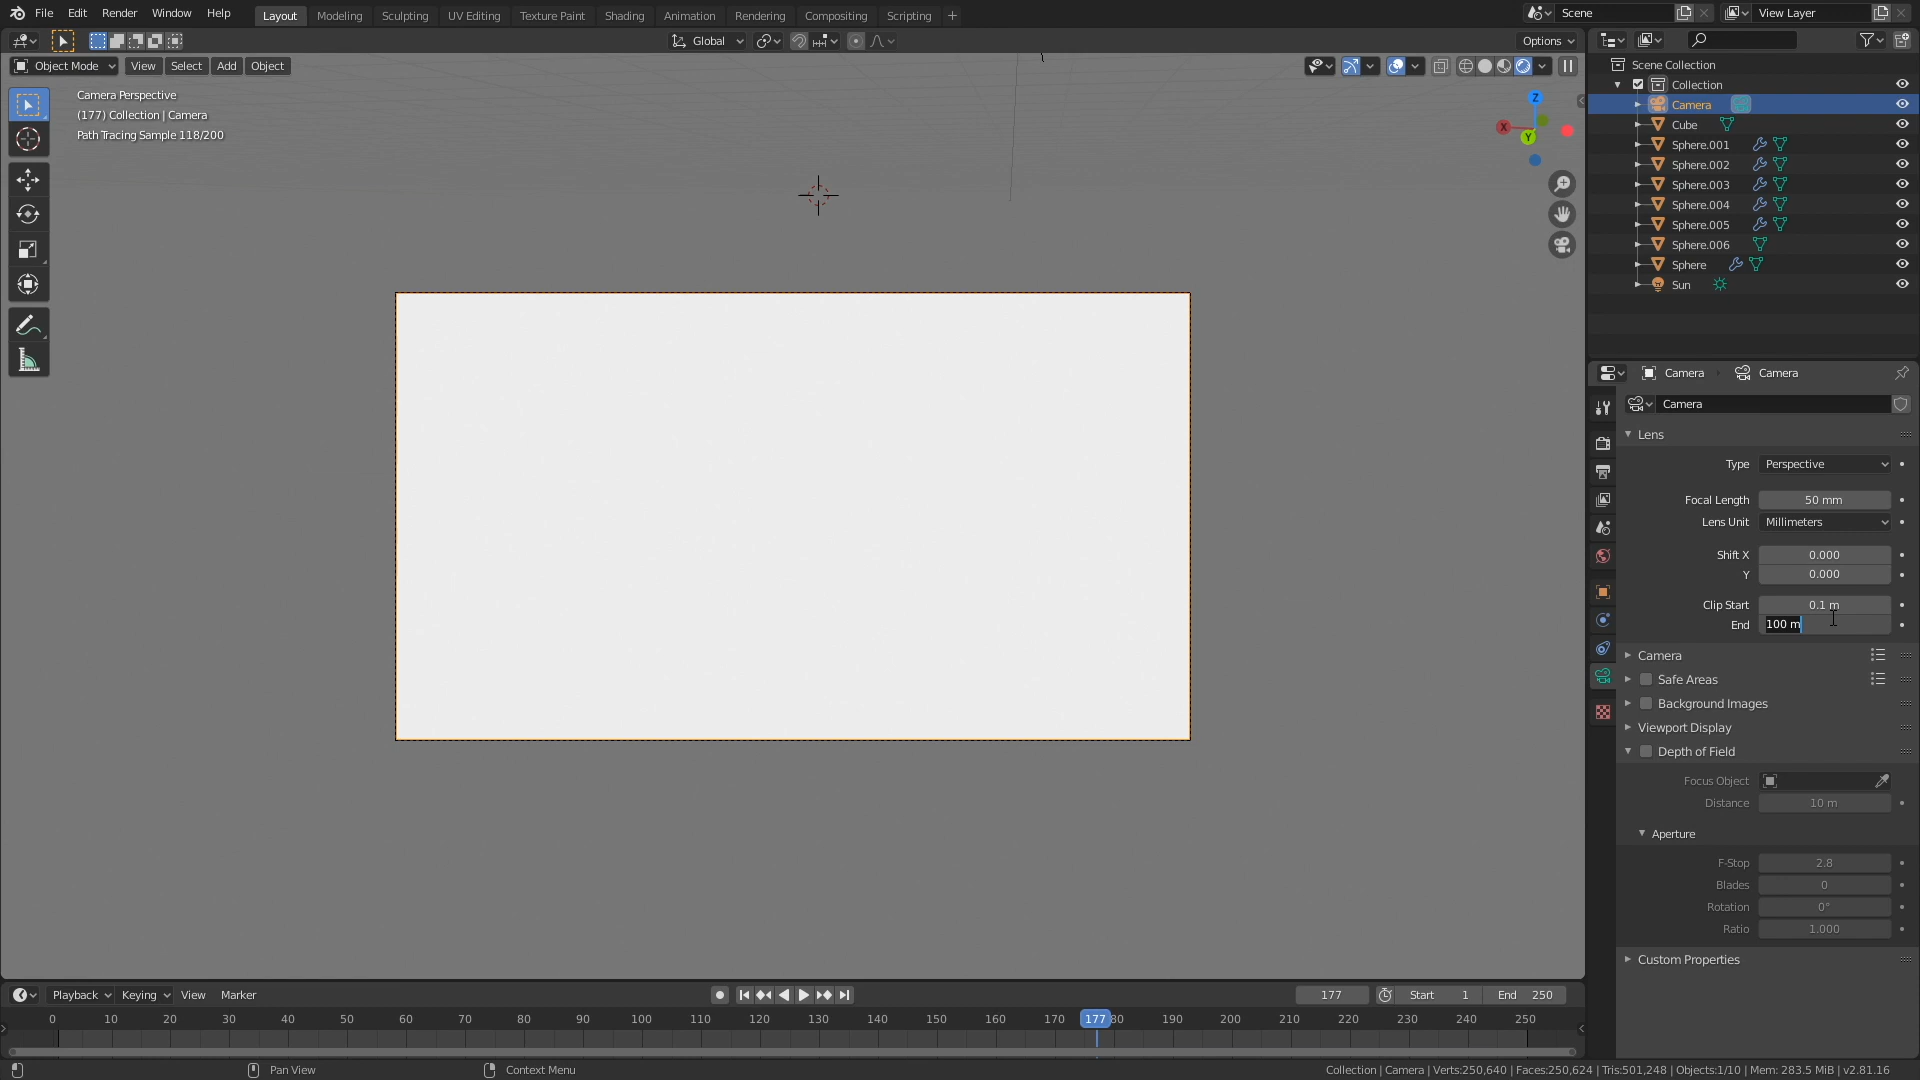 File Edit Render Window Help Layout Modeling Sculpting UV Editing Texture Paint Shading Animation Rendering Compositing Scripting + Scene View Layer
Global Options
Object Mode View Select Add Object
Camera Perspective
(177) Collection | Camera
Path Tracing Sample 118/200
Z
X
Y
Scene Collection
Collection
Camera
Cube
Sphere.001
Sphere.002
Sphere.003
Sphere.004
Sphere.005
Sphere.006
Sphere
Sun
Camera Camera
Camera
Lens
Type Perspective
Focal Length 50 mm
Lens Unit Millimeters
Shift X 0.000
Y 0.000
Clip Start 0.1 m
End 100 m
Camera
Safe Areas
Background Images
Viewport Display
Depth of Field
Focus Object
Distance 10 m
Aperture
F-Stop 2.8
Blades 0
Rotation 0°
Ratio 1.000
Custom Properties
Playback Keying View Marker 177 Start 1 End 250
0 10 20 30 40 50 60 70 80 90 100 110 120 130 140 150 160 170 177 80 190 200 210 220 230 240 250
Pan View Context Menu Collection | Camera | Verts:250,640 | Faces:250,624 | Tris:501,248 | Objects:1/10 | Mem: 283.5 MiB | v2.81.16